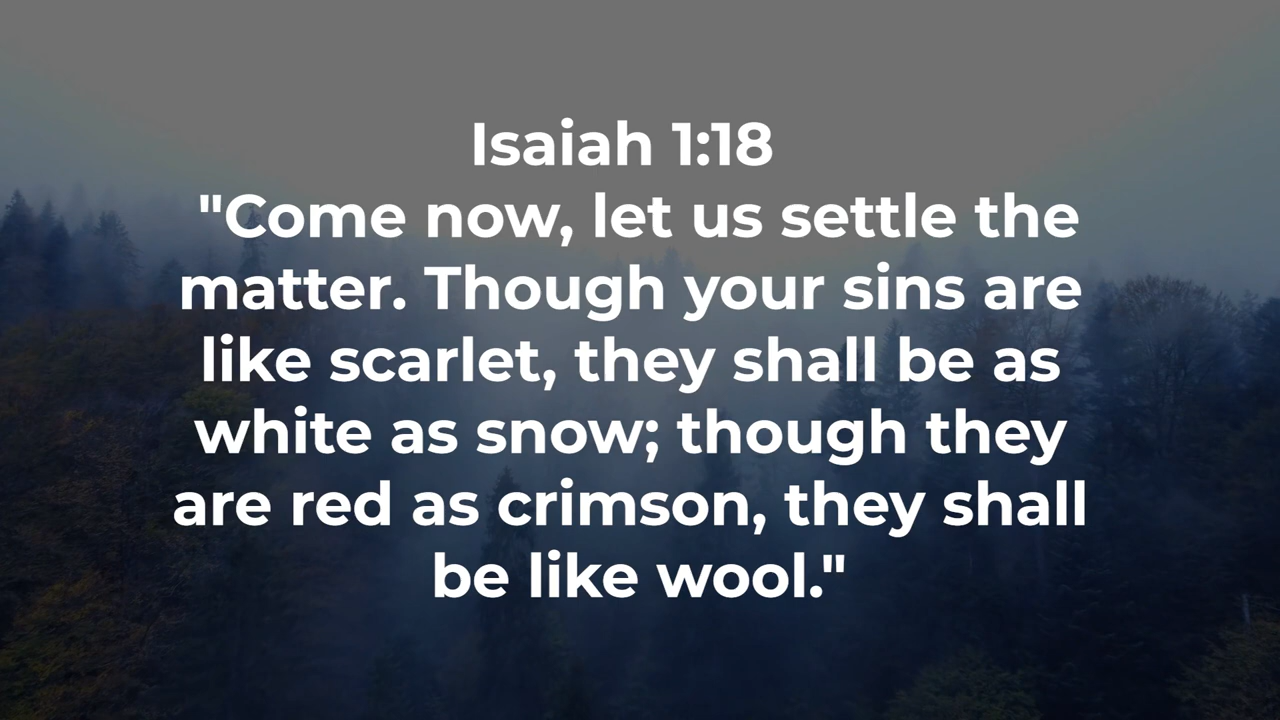 Isaiah 1:18
"Come now, let us settle the
matter. Though your sins are
like scarlet, they shall be as
white as snow; though they
are red as crimson, they shall
be like wool."